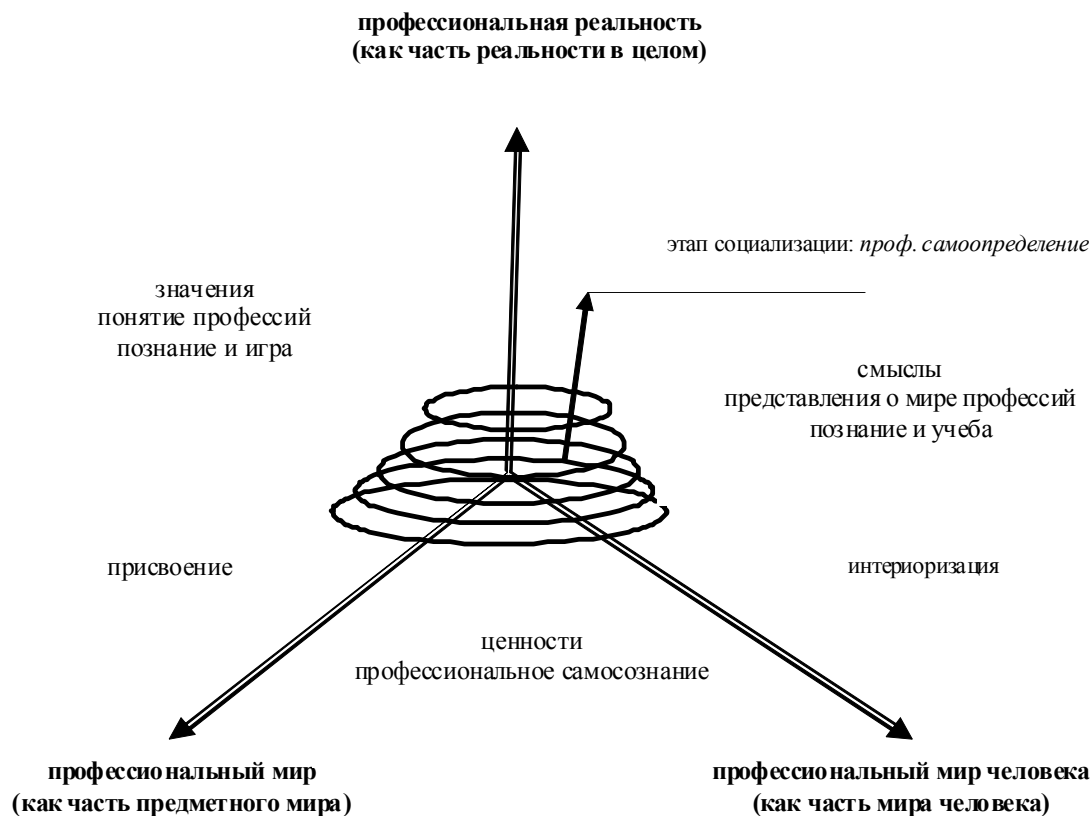 профессиональная реальность
(как часть реальности в целом)
этап социализации: проф. самоопределение
значения
понятие профессий
познание и игра
смыслы
представления о мире профессий
познание и учеба
присвоение
интериоризация
ценности
профессиональное самосознание
профессиональный мир
(как часть предметного мира)
профессиональный мир человека
(как часть мира человека)